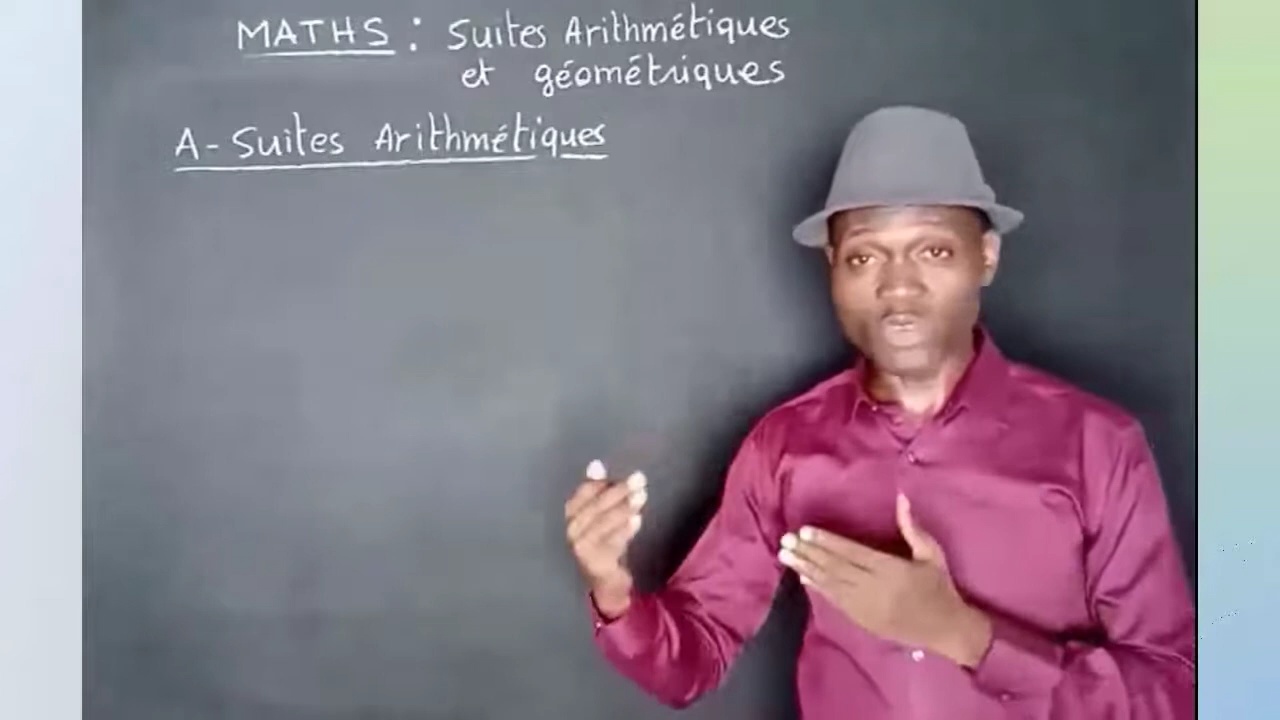 MATHS : Suites Arithmétiques
et géométriques
A- Suites Arithmétiques